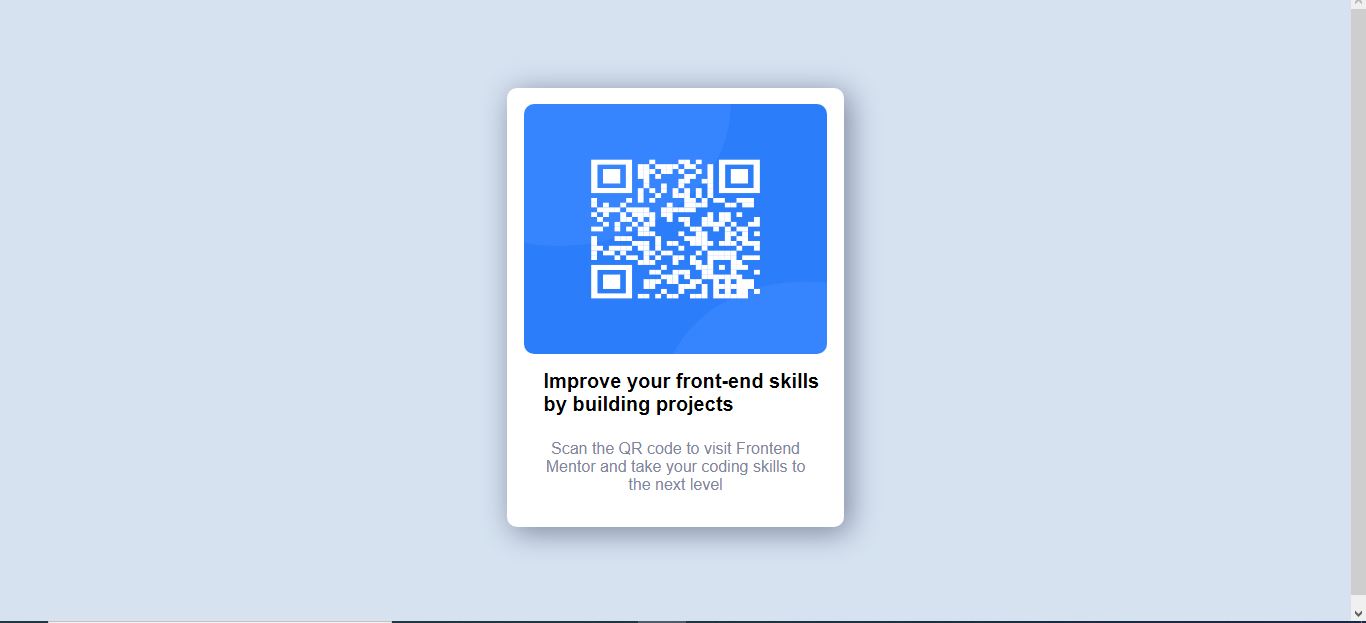 Improve your front-end skills
by building projects
Scan the QR code to visit Frontend
Mentor and take your coding skills to
the next level